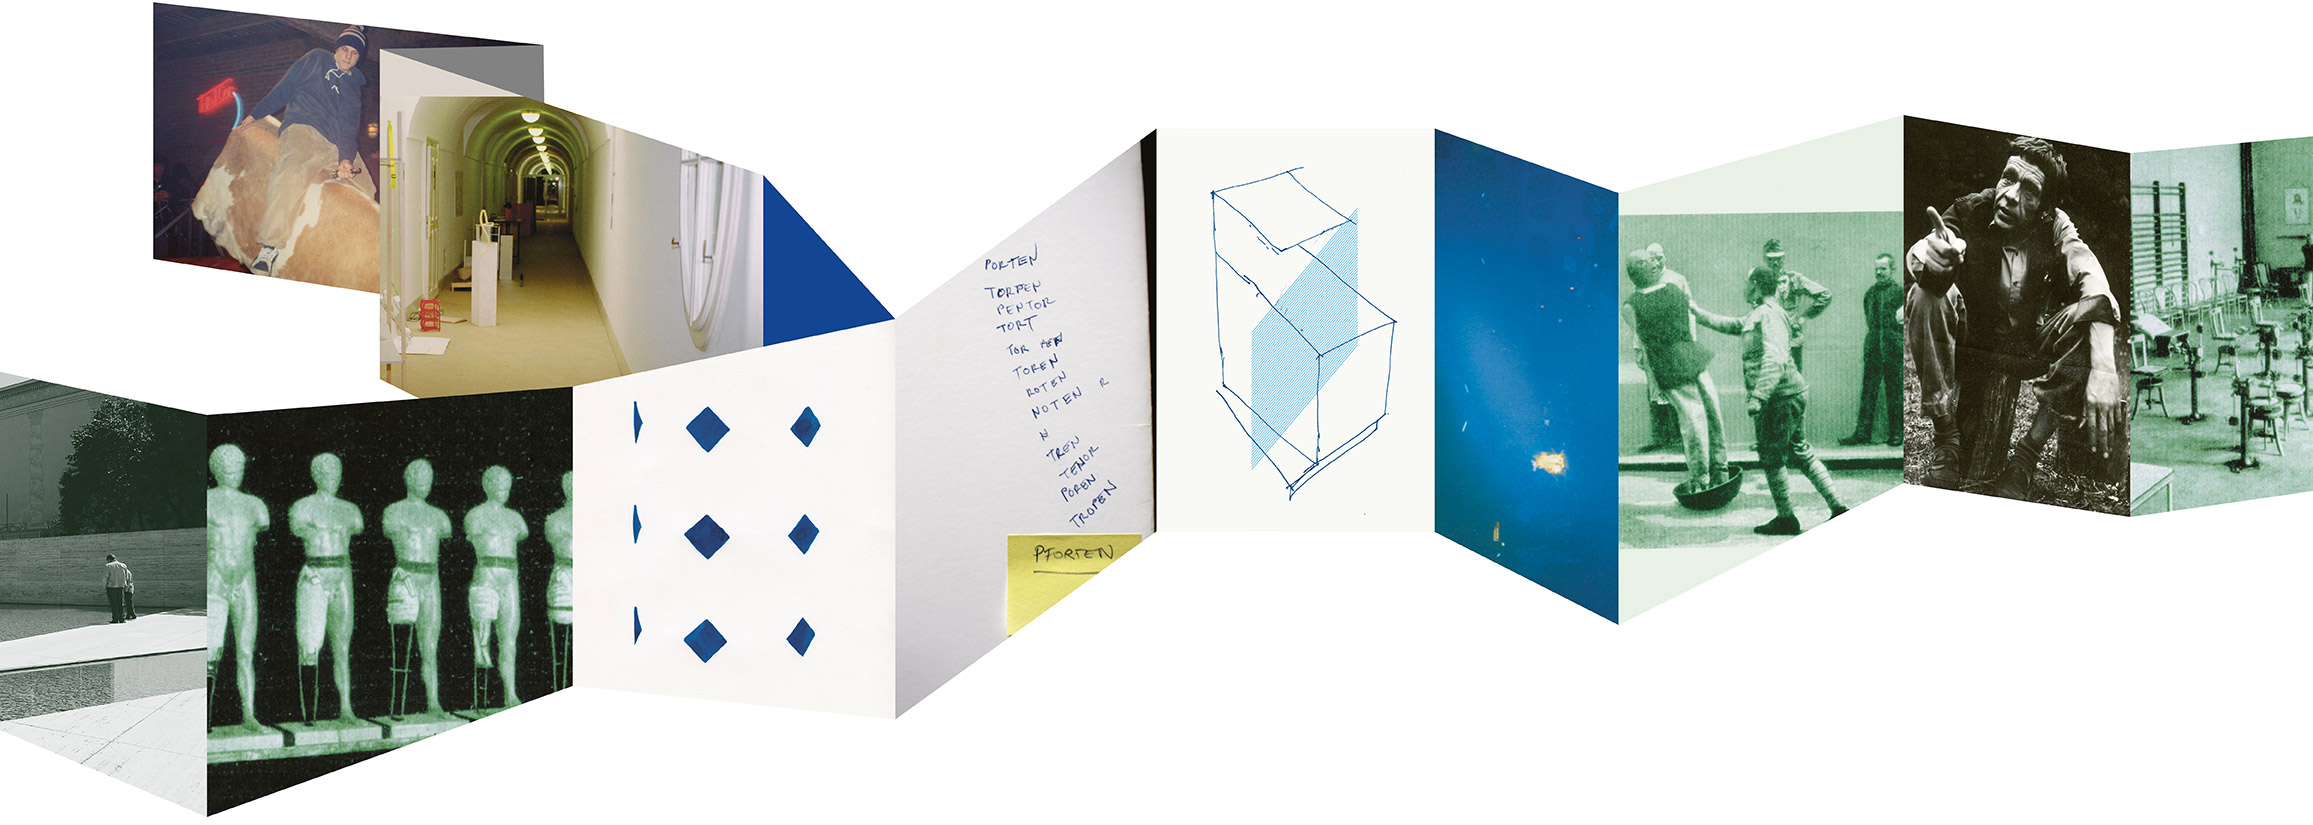 PORTEN
TORPEN
PENTOR
TORT
TOR PEN
TOREN
ROTEN
NOTEN R
N
TREN
TENOR
POREN
TROPEN
PFORTEN